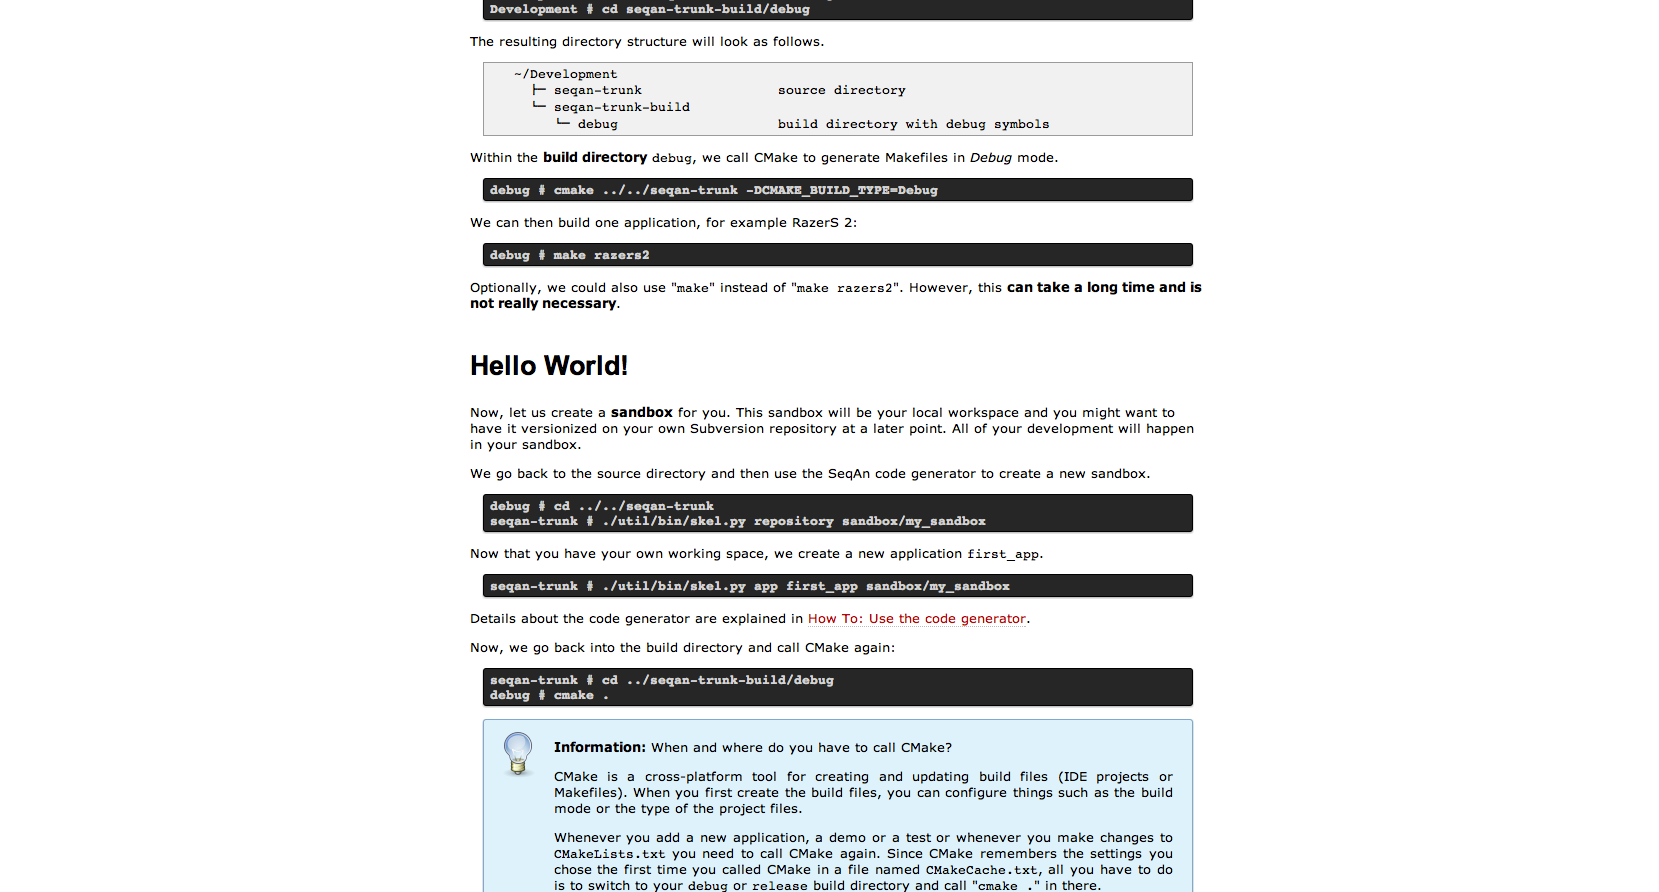 Development # cd seqan-trunk-build/debug
The resulting directory structure will look as follows.
~/Development
├─ seqan-trunk source directory
└─ seqan-trunk-build
└─ debug build directory with debug symbols
Within the build directory debug, we call CMake to generate Makefiles in Debug mode.
debug # cmake ../../seqan-trunk -DCMAKE_BUILD_TYPE=Debug
We can then build one application, for example RazerS 2:
debug # make razers2
Optionally, we could also use "make" instead of "make razers2". However, this can take a long time and is
not really necessary.
Hello World!
Now, let us create a sandbox for you. This sandbox will be your local workspace and you might want to
have it versionized on your own Subversion repository at a later point. All of your development will happen
in your sandbox.
We go back to the source directory and then use the SeqAn code generator to create a new sandbox.
debug # cd ../../seqan-trunk
seqan-trunk # ./util/bin/skel.py repository sandbox/my_sandbox
Now that you have your own working space, we create a new application first_app.
seqan-trunk # ./util/bin/skel.py app first_app sandbox/my_sandbox
Details about the code generator are explained in How To: Use the code generator.
Now, we go back into the build directory and call CMake again:
seqan-trunk # cd ../seqan-trunk-build/debug
debug # cmake .
Information: When and where do you have to call CMake?
CMake is a cross-platform tool for creating and updating build files (IDE projects or
Makefiles). When you first create the build files, you can configure things such as the build
mode or the type of the project files.
Whenever you add a new application, a demo or a test or whenever you make changes to
CMakeLists.txt you need to call CMake again. Since CMake remembers the settings you
chose the first time you called CMake in a file named CMakeCache.txt, all you have to do
is to switch to your debug or release build directory and call "cmake ." in there.